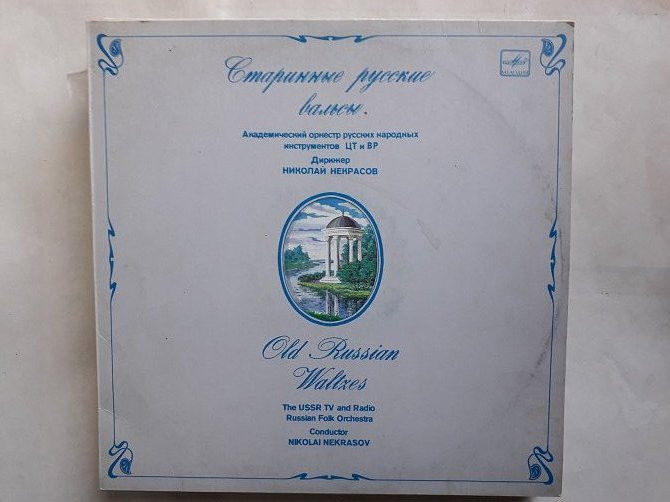 Старинные русские
вальсы.
Академический оркестр русских народных
инструментов ЦТ и ВР
Дирижер
НИКОЛАЙ НЕКРАСОВ
Old Russian
Waltzes
The USSR TV and Radio
Russian Folk Orchestra
Conductor
NIKOLAI NEKRASOV